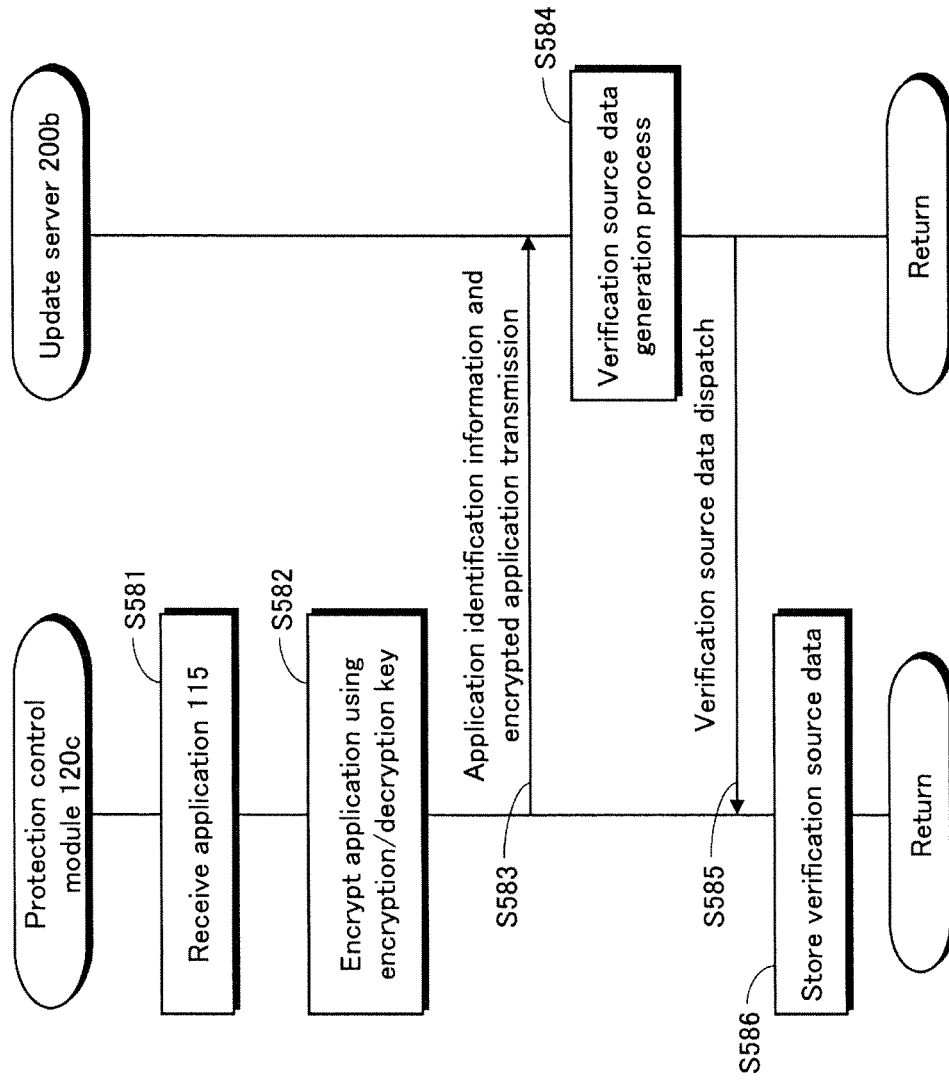 Protection control
module 120c
Update server 200b
S581
Receive application 115
S582
Encrypt application using
encryption/decryption key
S583
Application identification information and
encrypted application transmission
S584
Verification source data
generation process
S585
Verification source data dispatch
S586
Store verification source data
Return
Return